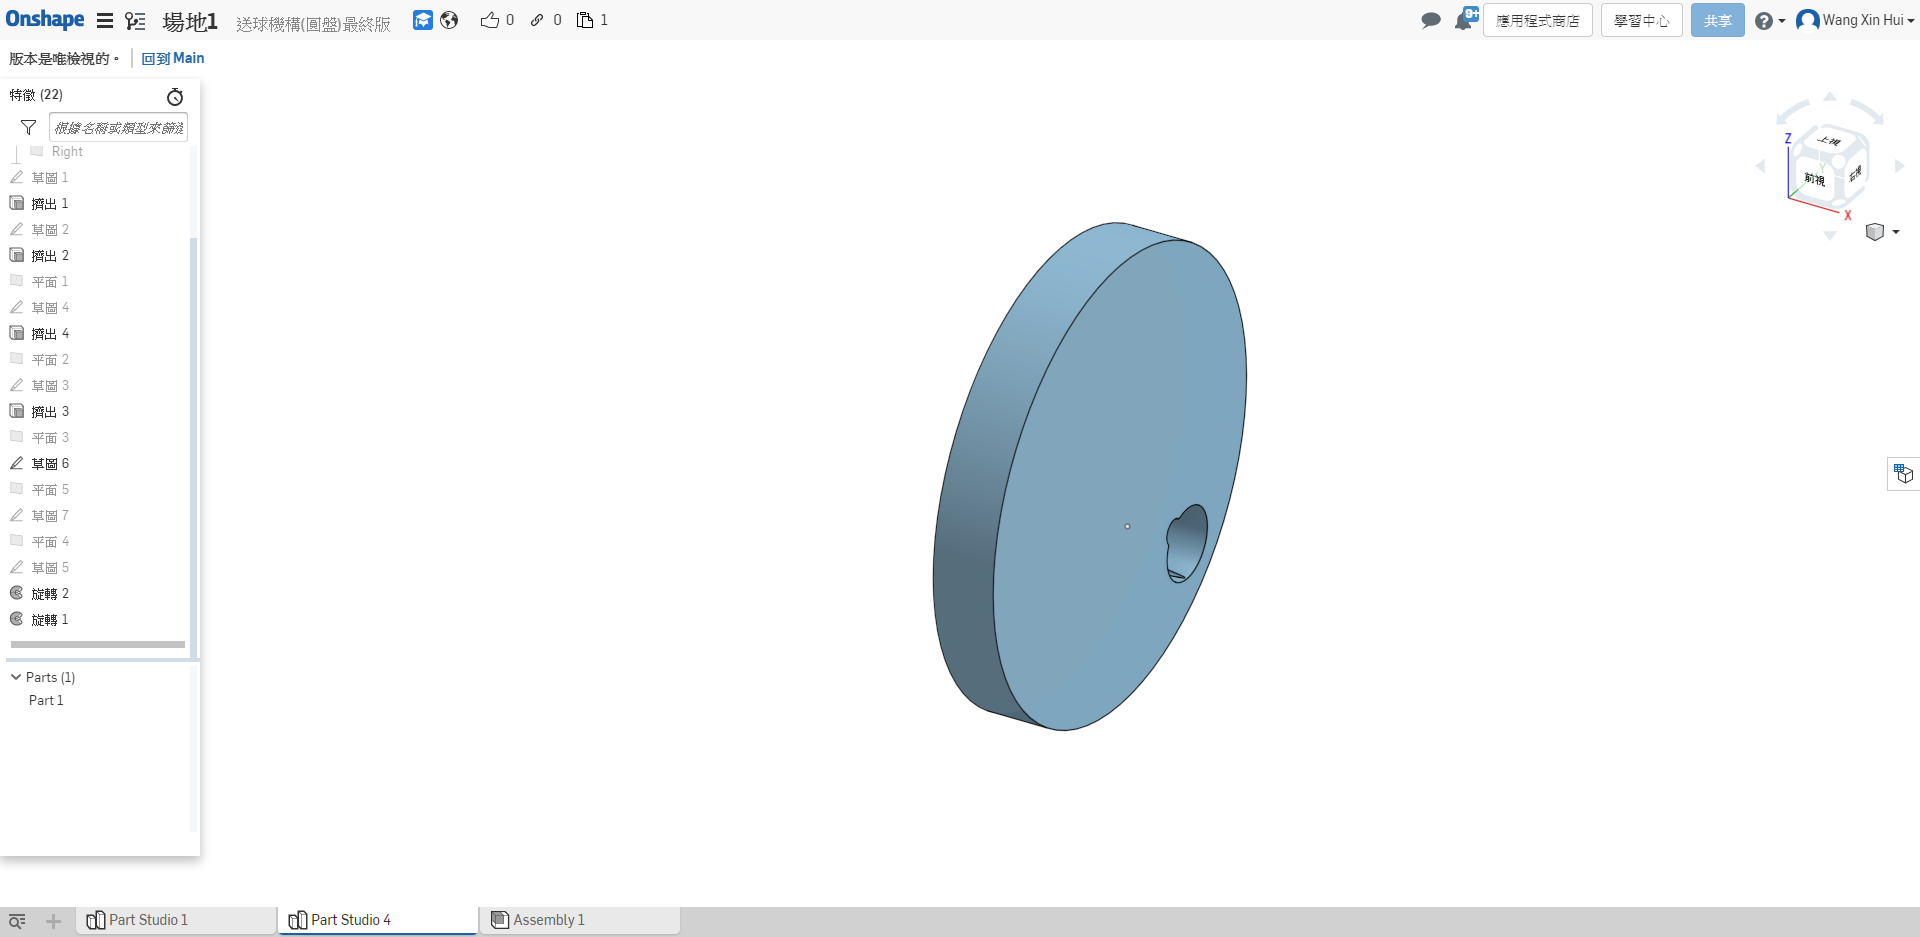 Onshape 場地1 送球機構(圓盤)最終版 0 0 1 9+ 應用程式商店 學習中心 共享 Wang Xin Hui
版本是唯檢視的。 回到 Main
特徵 (22)
根據名稱或類型來篩選
Right
草圖 1
擠出 1
草圖 2
擠出 2
平面 1
草圖 4
擠出 4
平面 2
草圖 3
擠出 3
平面 3
草圖 6
平面 5
草圖 7
平面 4
草圖 5
旋轉 2
旋轉 1
Parts (1)
Part 1
上視
Z
Y
前視
右視
X
Part Studio 1
Part Studio 4
Assembly 1